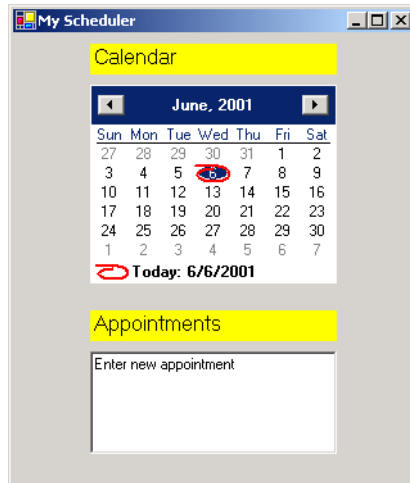 My Scheduler
Calendar
June, 2001
Sun Mon Tue Wed Thu Fri Sat
27 28 29 30 31 1 2
3 4 5 6 7 8 9
10 11 12 13 14 15 16
17 18 19 20 21 22 23
24 25 26 27 28 29 30
1 2 3 4 5 6 7
Today: 6/6/2001
Appointments
Enter new appointment